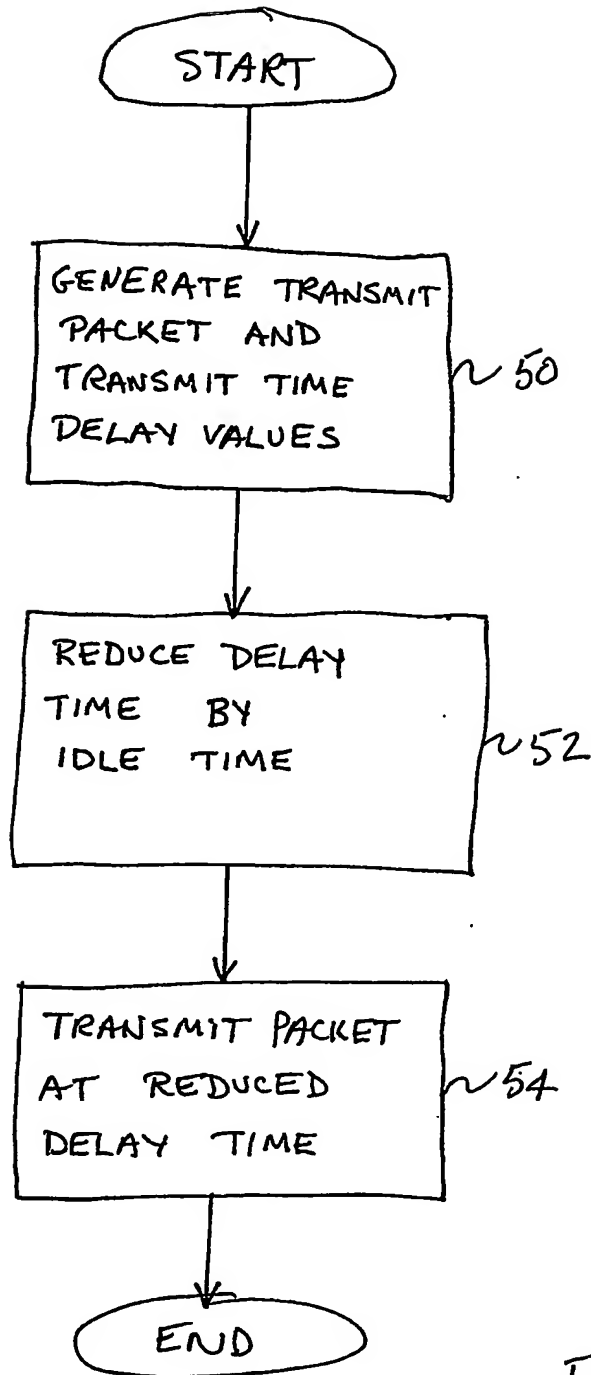 START
GENERATE TRANSMIT
PACKET AND
TRANSMIT TIME
DELAY VALUES
50
REDUCE DELAY
TIME BY
IDLE TIME
52
TRANSMIT PACKET
AT REDUCED
DELAY TIME
54
END